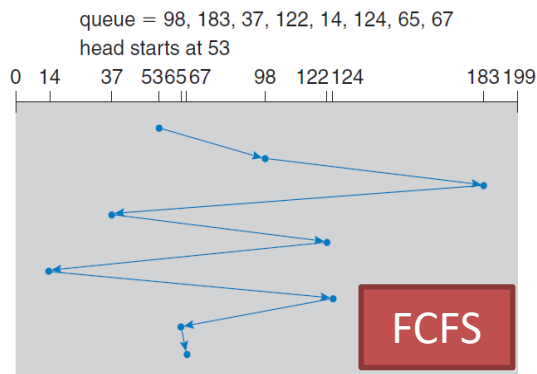 queue = 98, 183, 37, 122, 14, 124, 65, 67
head starts at 53
0 14 37 53 65 67 98 122 124 183 199
FCFS